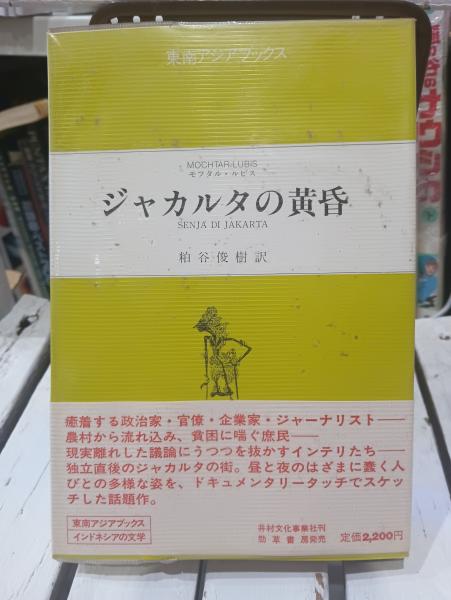 東南アジアブックス
MOCHTAR LUBIS
モフタル・ルビス
ジャカルタの黄昏
SENJA DI JAKARTA
粕谷俊樹訳
癒着する政治家・官僚・企業家・ジャーナリスト——
農村から流れ込み、貧困に喘ぐ庶民——
現実離れした議論にうつつを抜かすインテリたち——
独立直後のジャカルタの街。昼と夜のはざまに蠢く人
びとの多様な姿を、ドキュメンタリータッチでスケッ
チした話題作。
東南アジアブックス
インドネシアの文学
井村文化事業社刊
勁草書房発売
定価2,200円